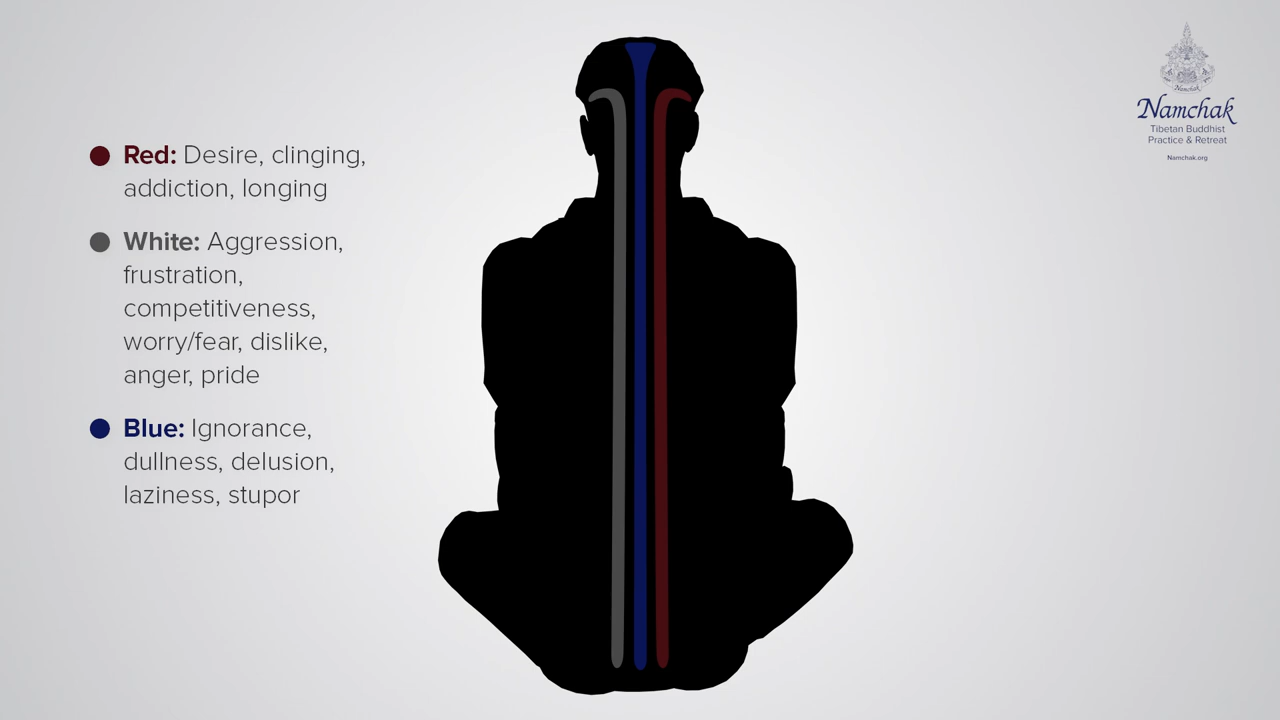 Red: Desire, clinging,
addiction, longing
White: Aggression,
frustration,
competitiveness,
worry/fear, dislike,
anger, pride
Blue: Ignorance,
dullness, delusion,
laziness, stupor
Namchak
Namchak
Tibetan Buddhist
Practice & Retreat
Namchak.org